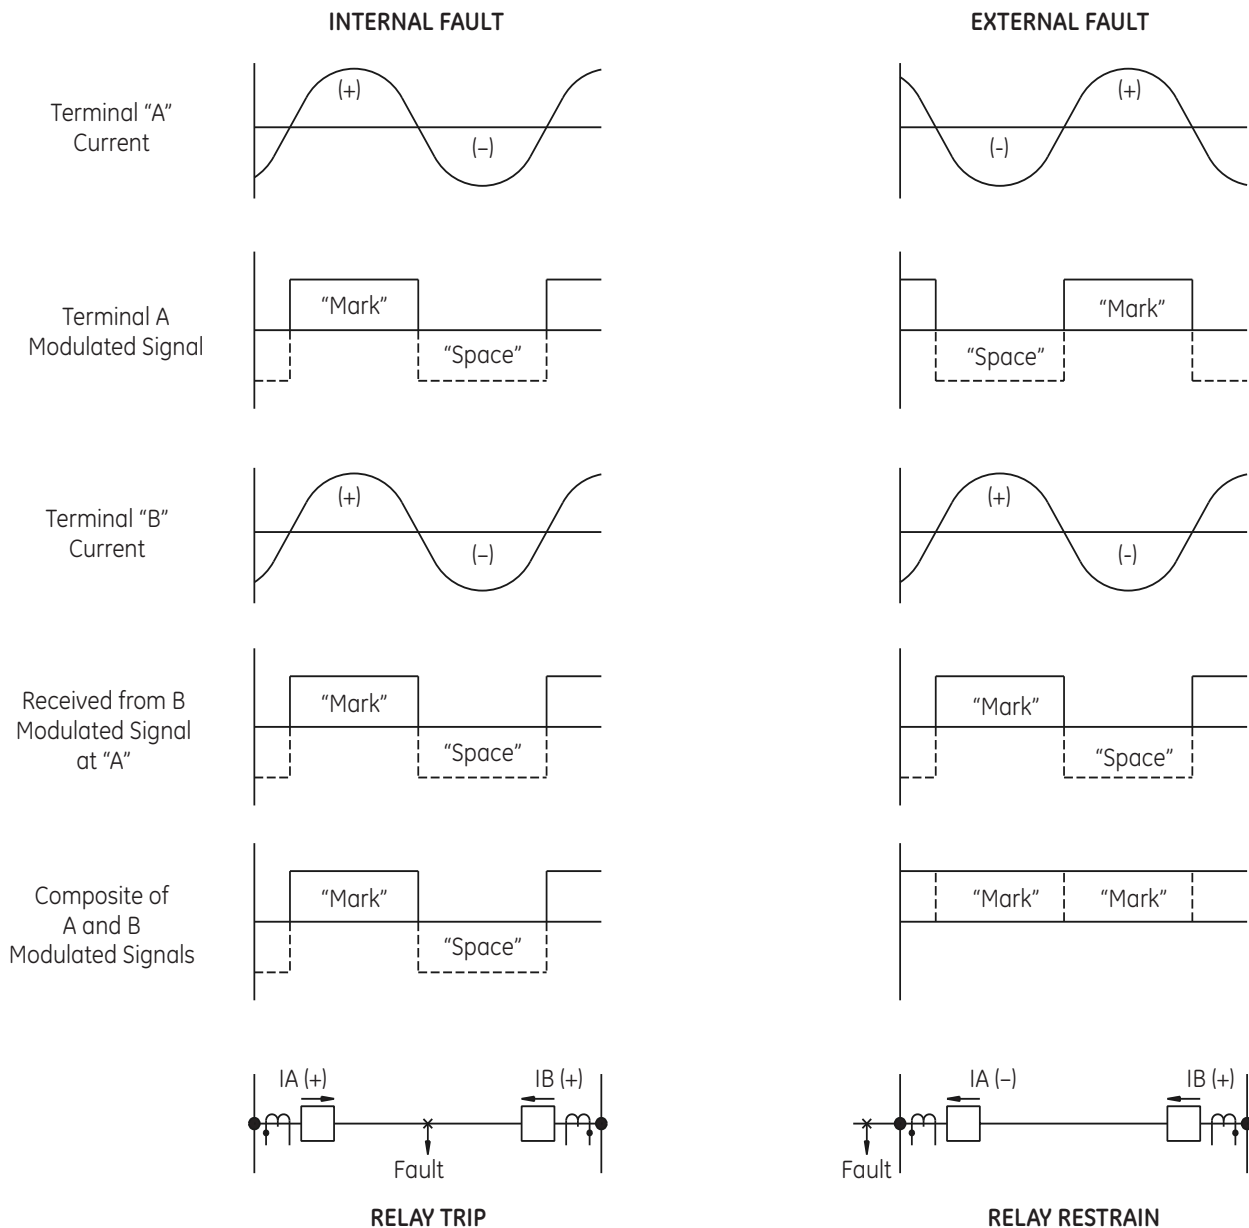 INTERNAL FAULT
EXTERNAL FAULT
Terminal “A”
Current
(+)
(–)
(-)
(+)
Terminal A
Modulated Signal
“Mark”
“Space”
“Space”
“Mark”
Terminal “B”
Current
(+)
(–)
(+)
(-)
Received from B
Modulated Signal
at “A”
“Mark”
“Space”
“Mark”
“Space”
Composite of
A and B
Modulated Signals
“Mark”
“Space”
“Mark”
“Mark”
IA (+)
IB (+)
Fault
RELAY TRIP
IA (–)
IB (+)
Fault
RELAY RESTRAIN